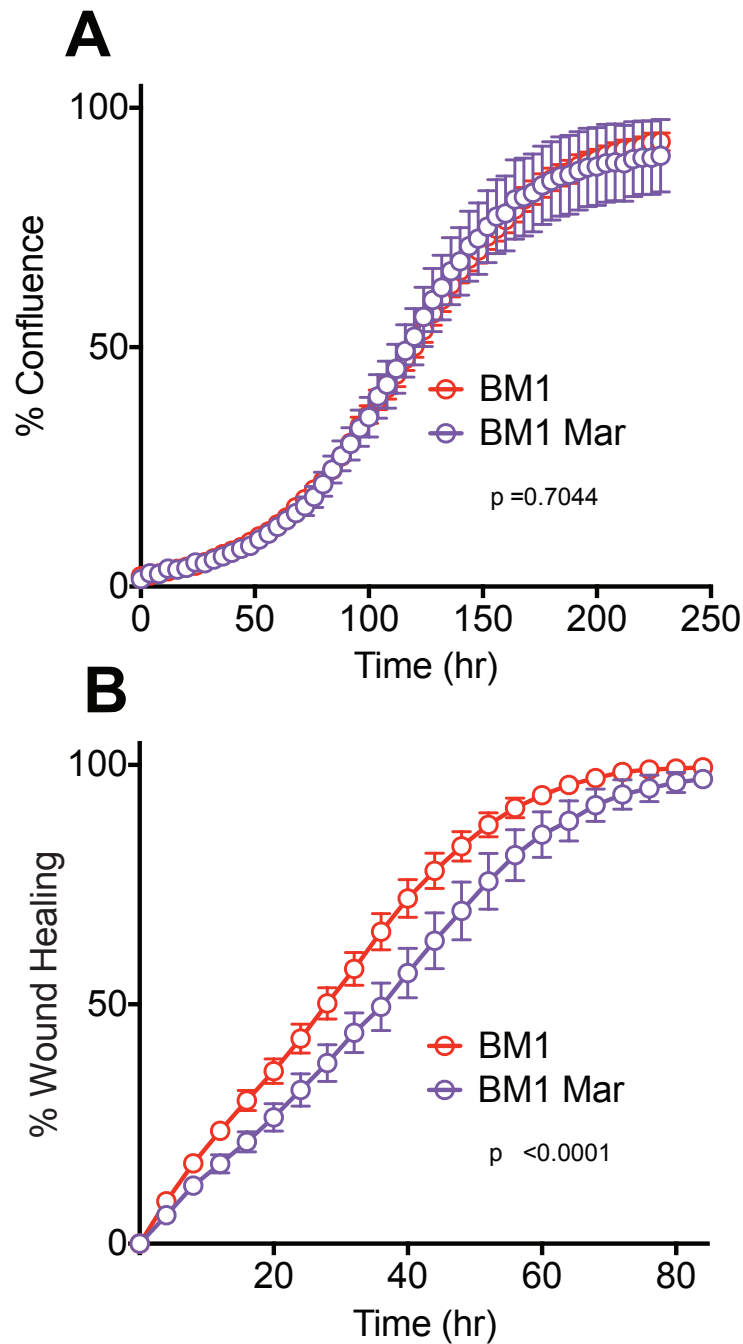 A
100
50
0
% Confluence
BM1
BM1 Mar
p =0.7044
0 50 100 150 200 250
Time (hr)
B
100
50
0
% Wound Healing
BM1
BM1 Mar
p <0.0001
20 40 60 80
Time (hr)